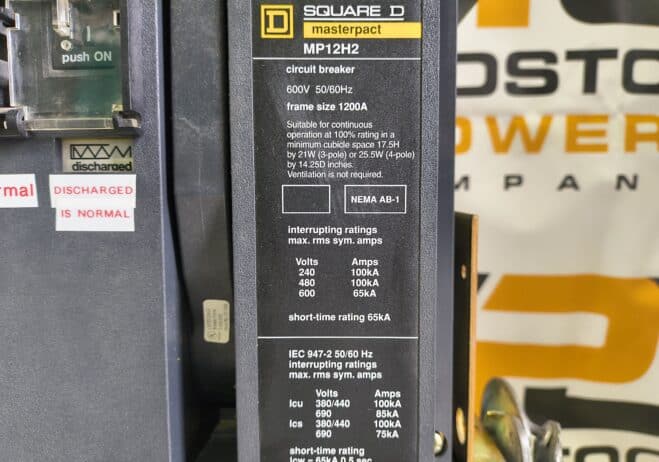 SQUARE D
masterpact
MP12H2
circuit breaker
600V 50/60Hz
frame size 1200A
Suitable for continuous
operation at 100% rating in a
minimum cubicle space 17.5H
by 21W (3-pole) or 25.5W (4-pole)
by 14.25D inches.
Ventilation is not required.
NEMA AB-1
interrupting ratings
max. rms sym. amps
Volts Amps
240 100kA
480 100kA
600 65kA
short-time rating 65kA
IEC 947-2 50/60 Hz
interrupting ratings
max. rms sym. amps
Volts Amps
Icu 380/440 100kA
690 85kA
Ics 380/440 100kA
690 75kA
short-time rating
Icw = 65kA 0.5 sec
push ON
discharged
rmal
DISCHARGED
IS NORMAL
OSTO
OWER
MPAN